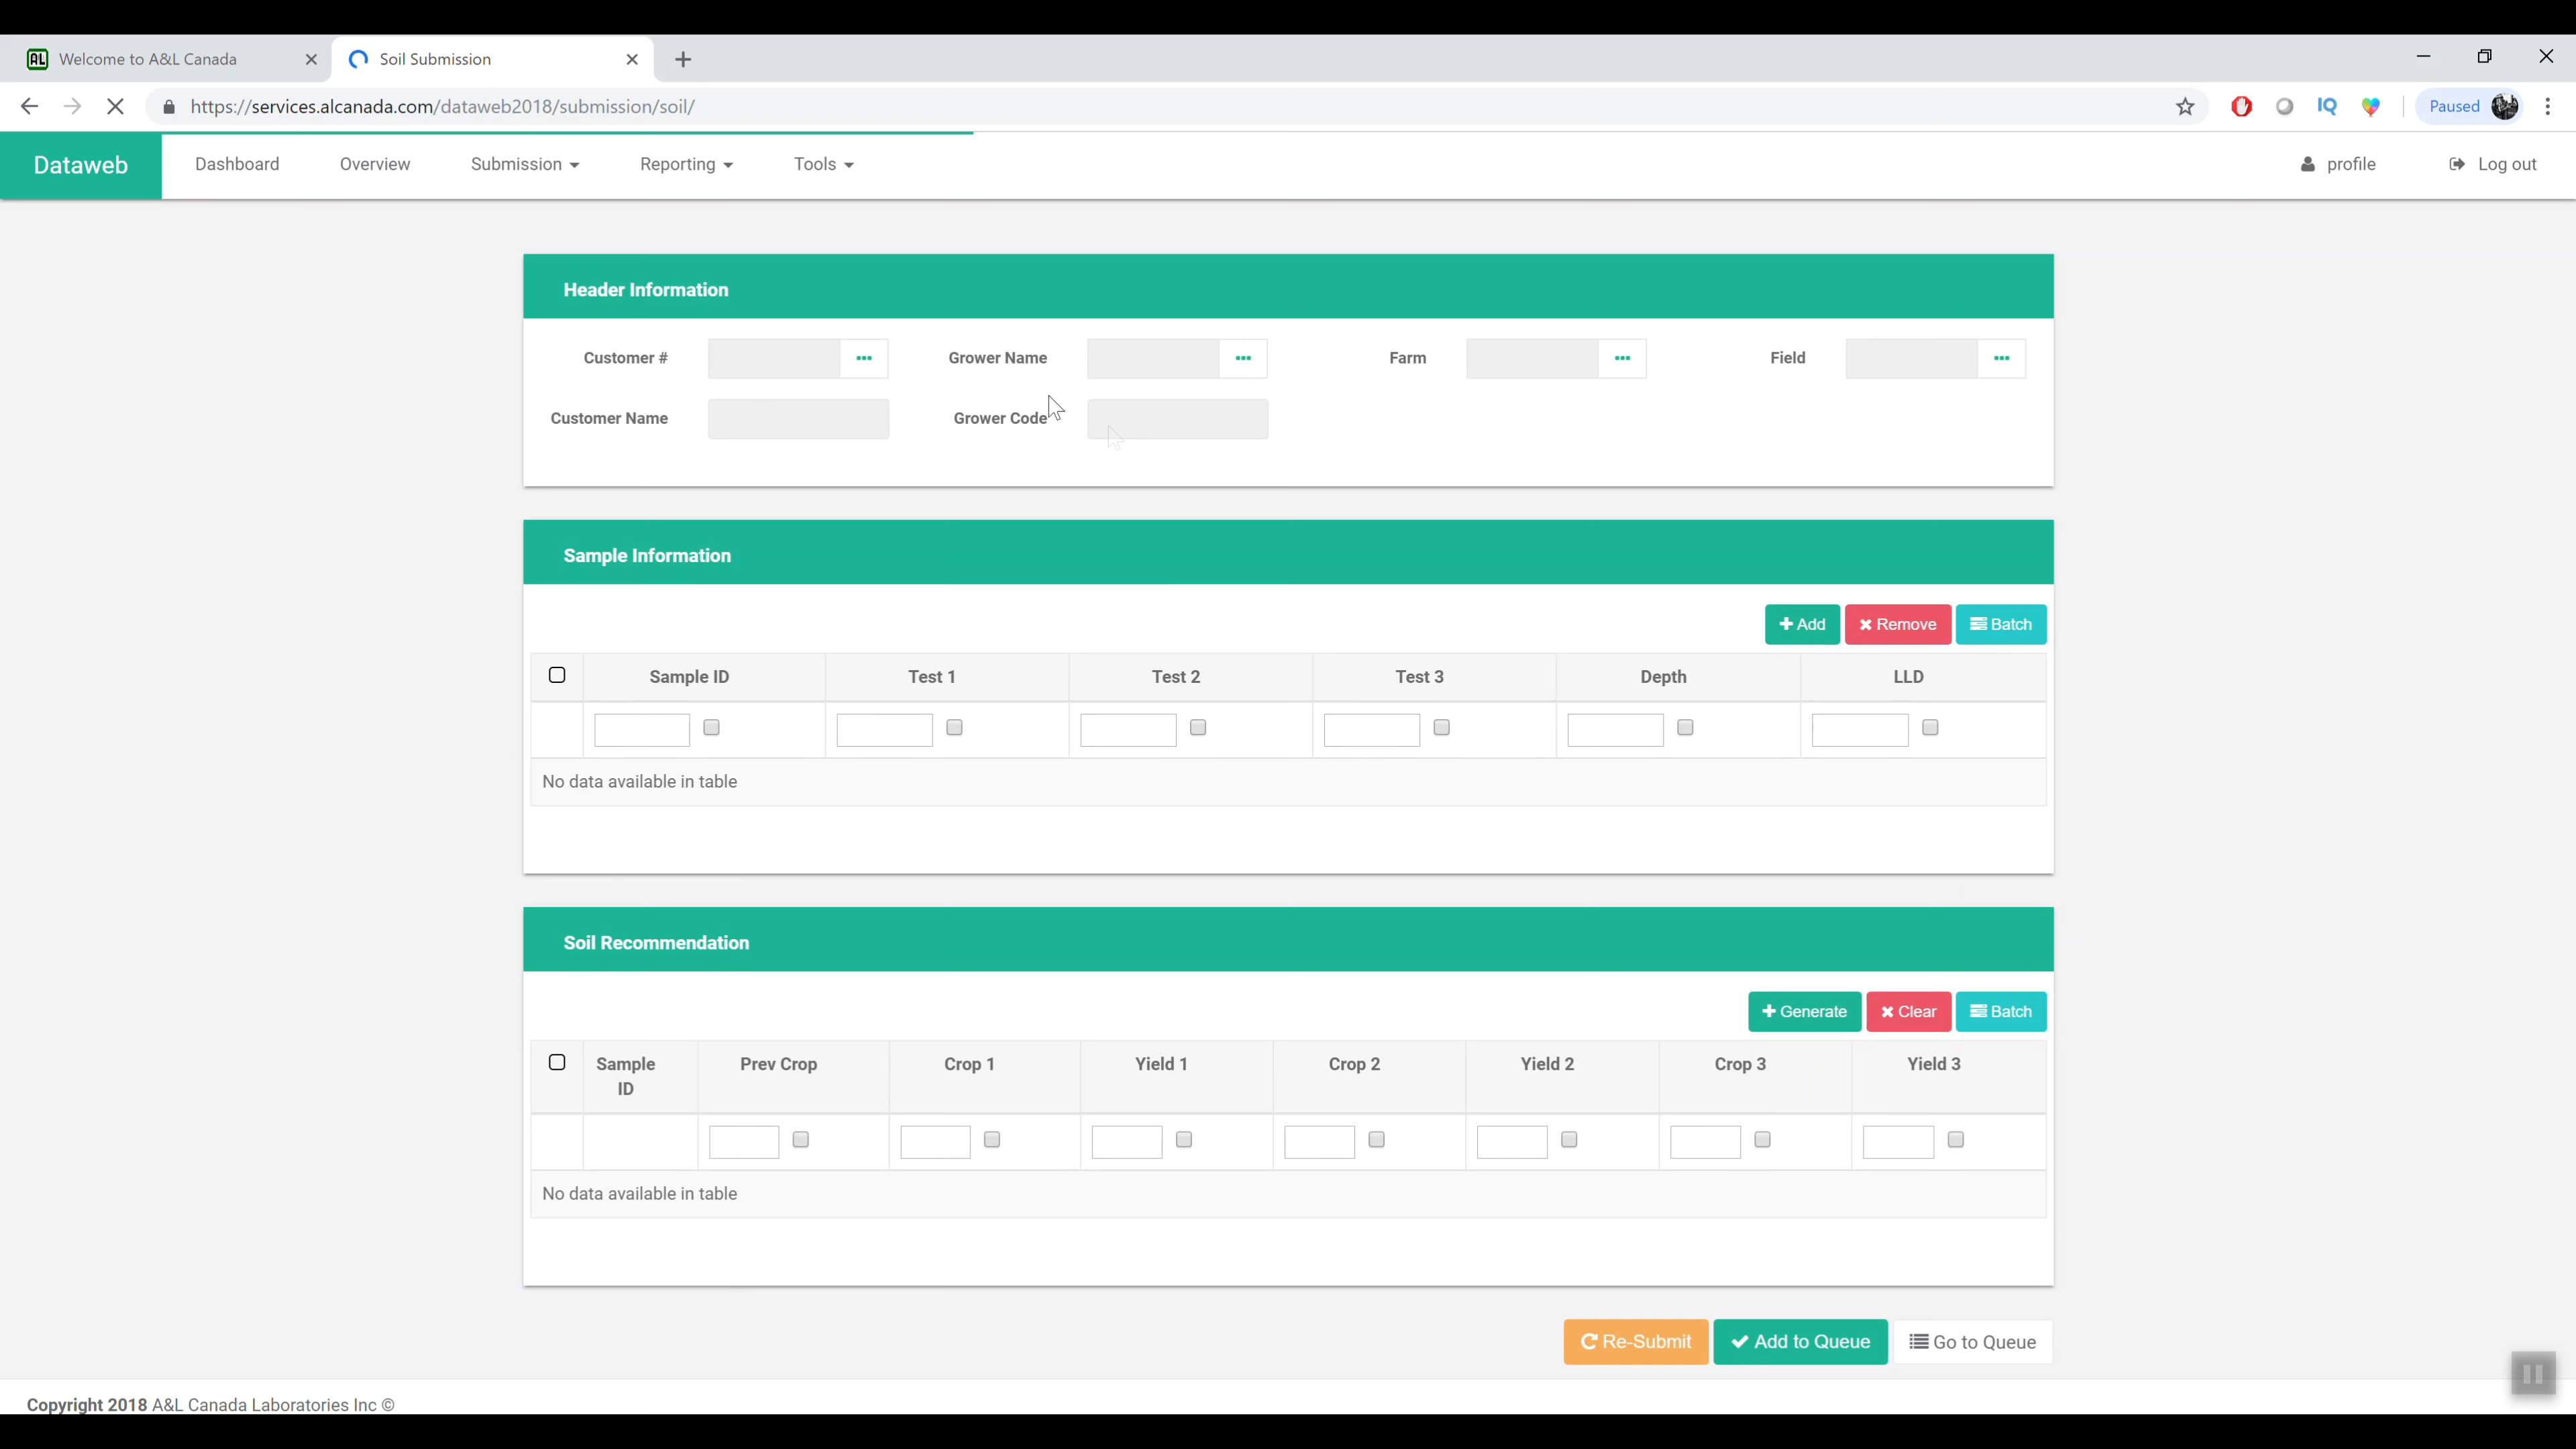 AL Welcome to A&L Canada Soil Submission
https://services.alcanada.com/dataweb2018/submission/soil/ IQ Paused
Dataweb Dashboard Overview Submission Reporting Tools profile Log out
Header Information
Customer # Grower Name Farm Field
Customer Name Grower Code
Sample Information
Add Remove Batch
Sample ID Test 1 Test 2 Test 3 Depth LLD
No data available in table
Soil Recommendation
Generate Clear Batch
Sample Prev Crop Crop 1 Yield 1 Crop 2 Yield 2 Crop 3 Yield 3
ID
No data available in table
Re-Submit Add to Queue Go to Queue
Copyright 2018 A&L Canada Laboratories Inc ©